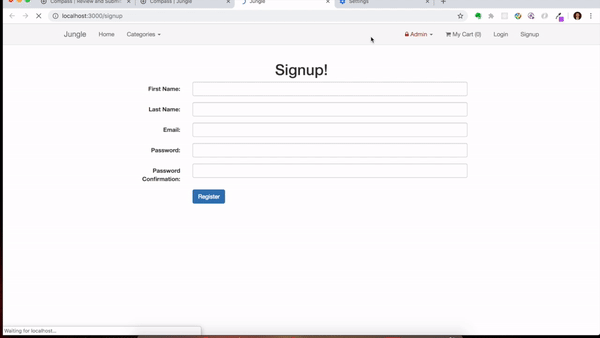 Compass | Review and Submi
Compass | Jungle
Jungle
Settings
localhost:3000/signup
Jungle Home Categories Admin My Cart (0) Login Signup
Signup!
First Name:
Last Name:
Email:
Password:
Password
Confirmation:
Register
Waiting for localhost...